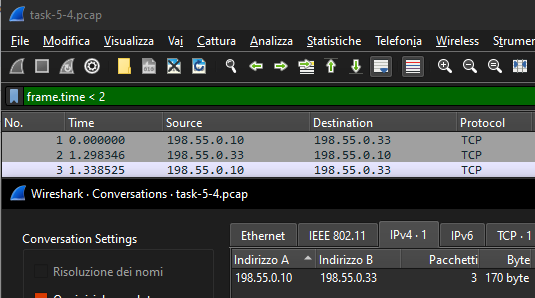 task-5-4.pcap
File Modifica Visualizza Vai Cattura Analizza Statistiche Telefonia Wireless Strumen
frame.time < 2
No. Time Source Destination Protocol
1 0.000000 198.55.0.10 198.55.0.33 TCP
2 1.298346 198.55.0.33 198.55.0.10 TCP
3 1.338525 198.55.0.10 198.55.0.33 TCP
Wireshark · Conversations · task-5-4.pcap
Conversation Settings
Risoluzione dei nomi
Ethernet IEEE 802.11 IPv4 · 1 IPv6 TCP · 1
Indirizzo A Indirizzo B Pacchetti Byte
198.55.0.10 198.55.0.33 3 170 byte